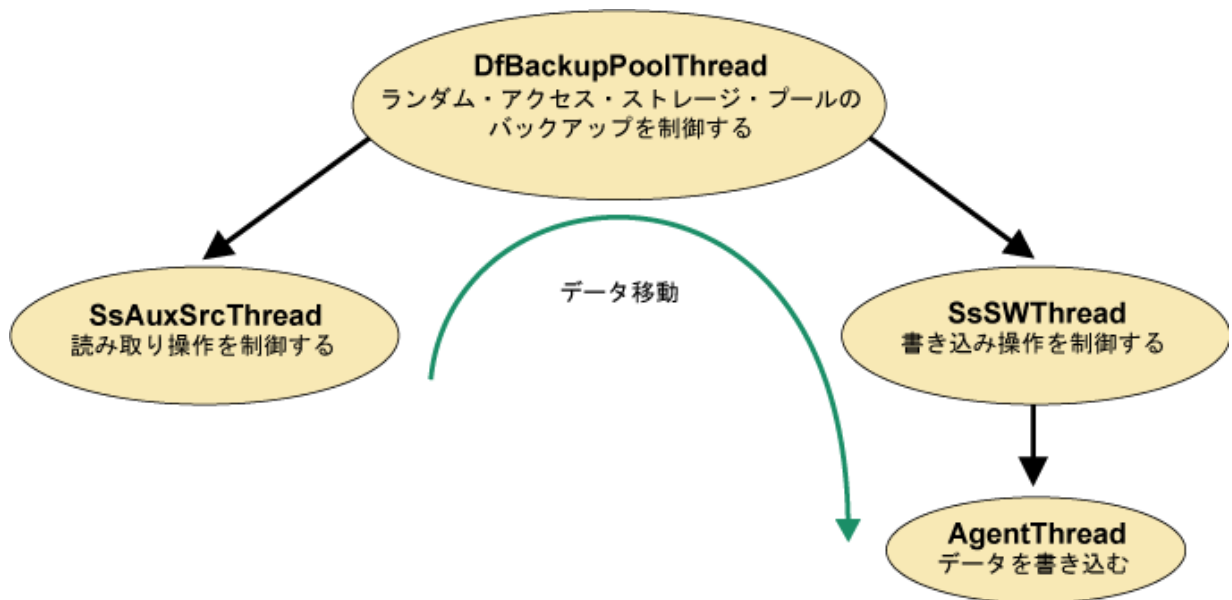 DfBackupPoolThread
ランダム・アクセス・ストレージ・プールの
バックアップを制御する
データ移動
SsAuxSrcThread
読み取り操作を制御する
SsSWThread
書き込み操作を制御する
AgentThread
データを書き込む